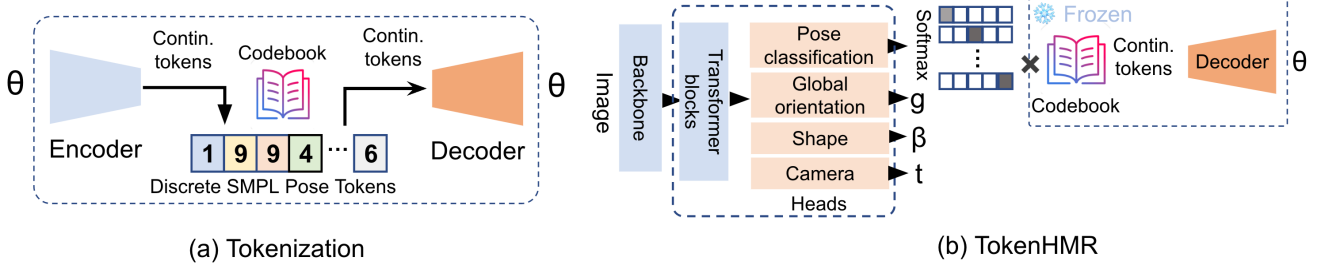 θ
Encoder
Contin.
tokens
Codebook
1 9 9 4 ... 6
Discrete SMPL Pose Tokens
Contin.
tokens
Decoder
θ
(a) Tokenization
Image
Backbone
Transformer
blocks
Pose
classification
Global
orientation
Shape
Camera
Heads
Softmax
g
β
t
Frozen
Codebook
Contin.
tokens
Decoder
θ
(b) TokenHMR